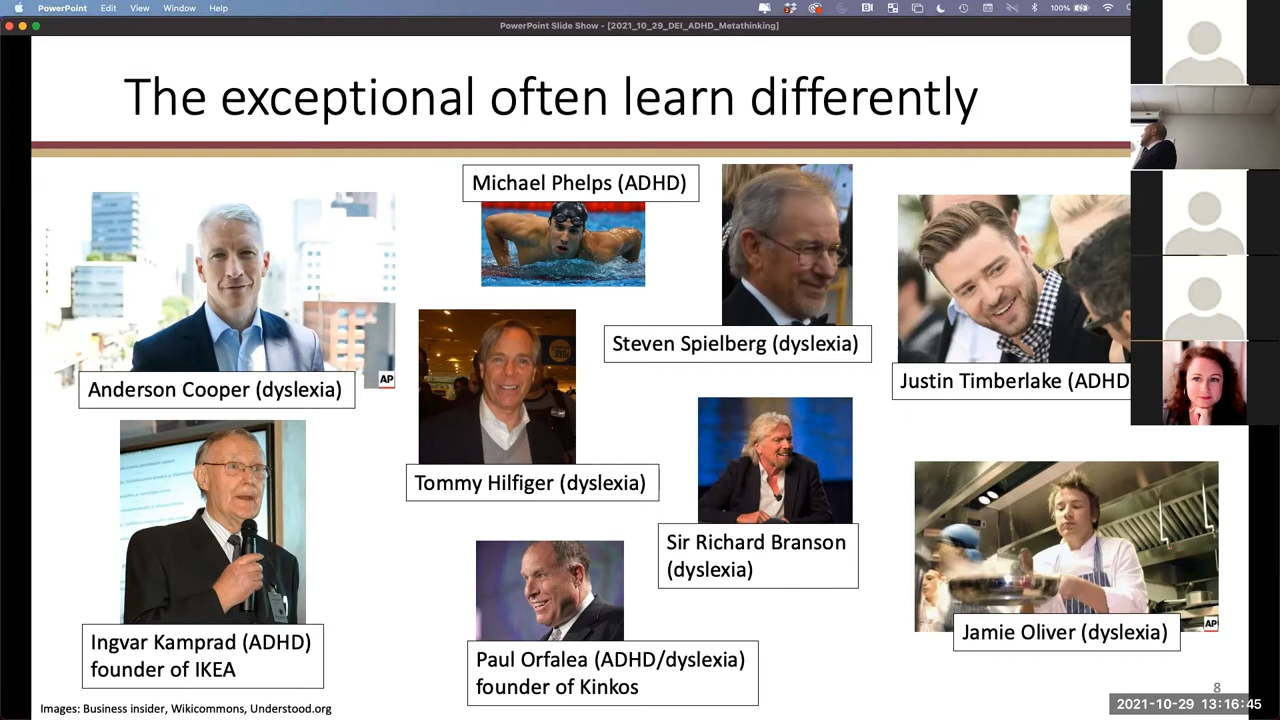 PowerPoint File Edit View Window Help 100%
PowerPoint Slide Show - [2021_10_29_DEI_ADHD_Metathinking]
The exceptional often learn differently
Michael Phelps (ADHD)
Steven Spielberg (dyslexia)
Justin Timberlake (ADHD
AP
Anderson Cooper (dyslexia)
Tommy Hilfiger (dyslexia)
Sir Richard Branson
(dyslexia)
AP
Jamie Oliver (dyslexia)
Ingvar Kamprad (ADHD)
founder of IKEA
Paul Orfalea (ADHD/dyslexia)
founder of Kinkos
8
2021-10-29 13:16:45
Images: Business insider, Wikicommons, Understood.org